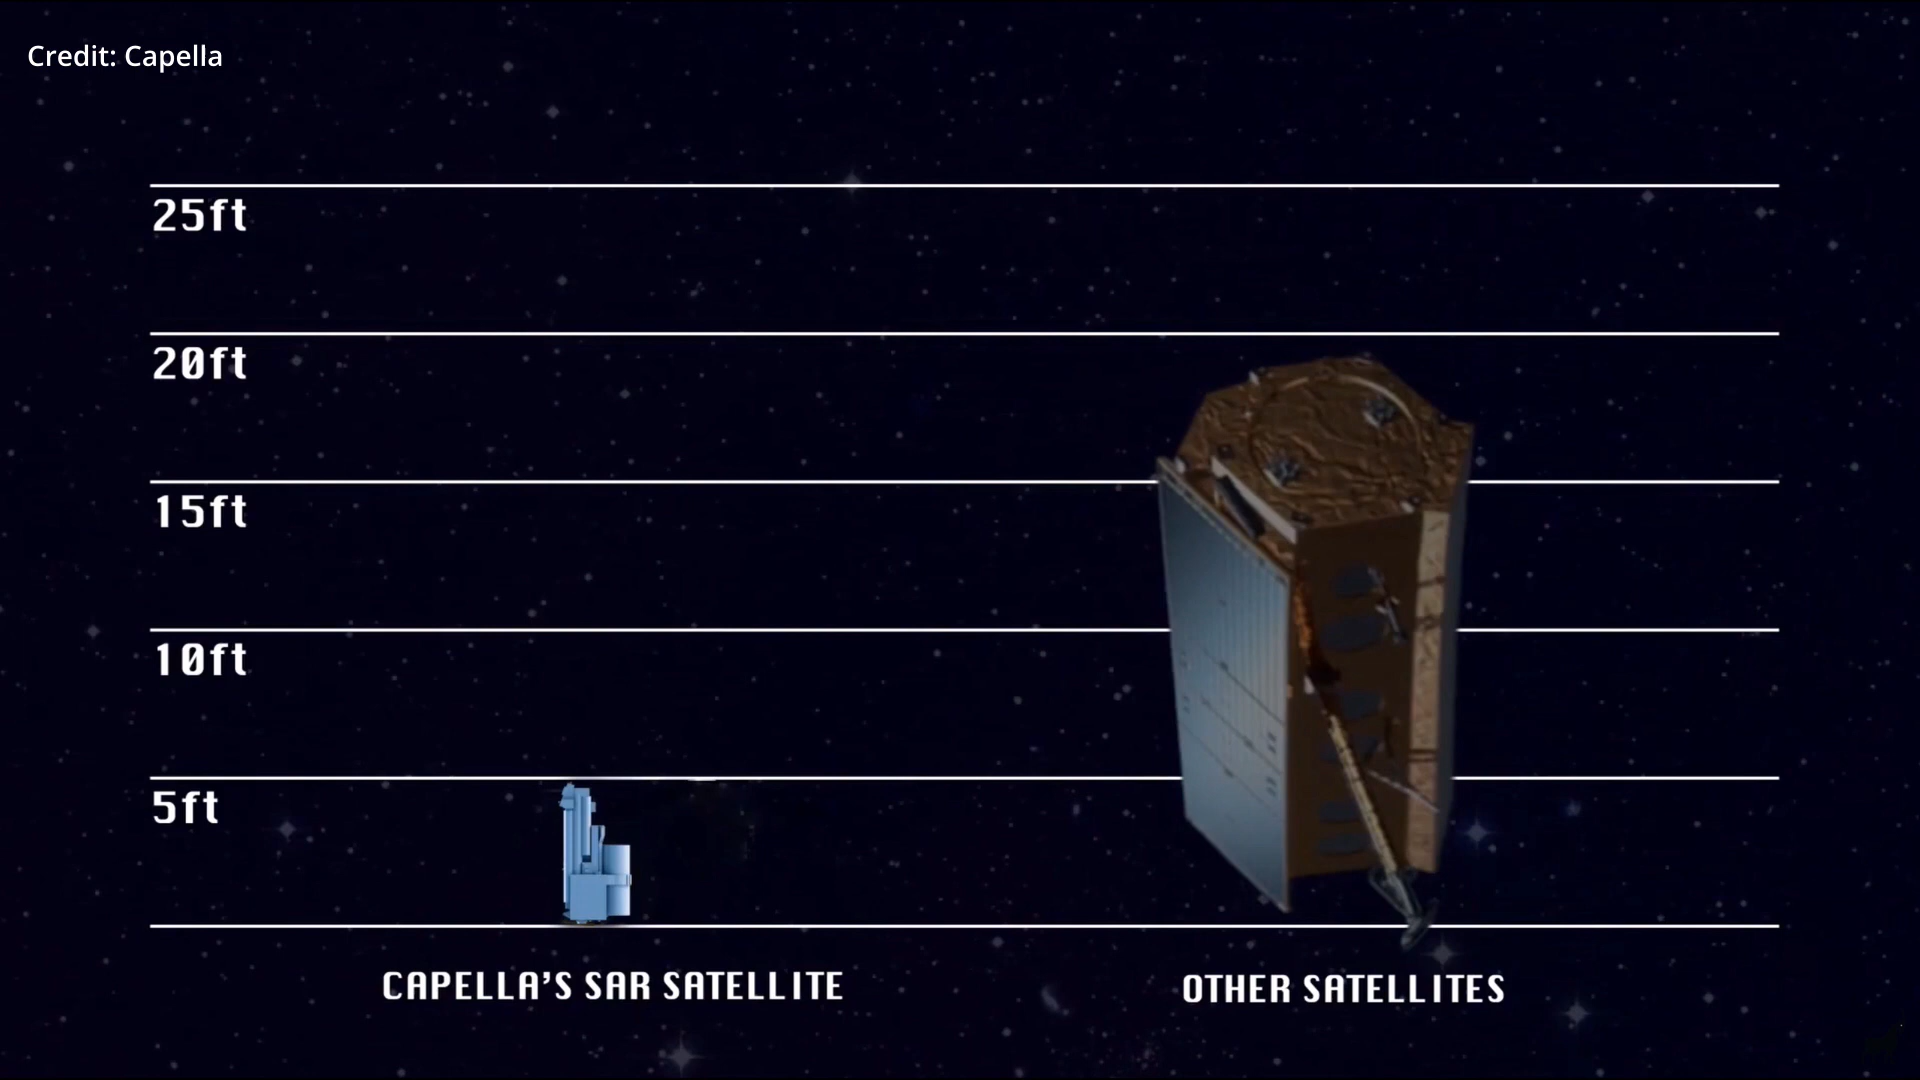 Credit: Capella
25ft
20ft
15ft
10ft
5ft
CAPELLA'S SAR SATELLITE
OTHER SATELLITES